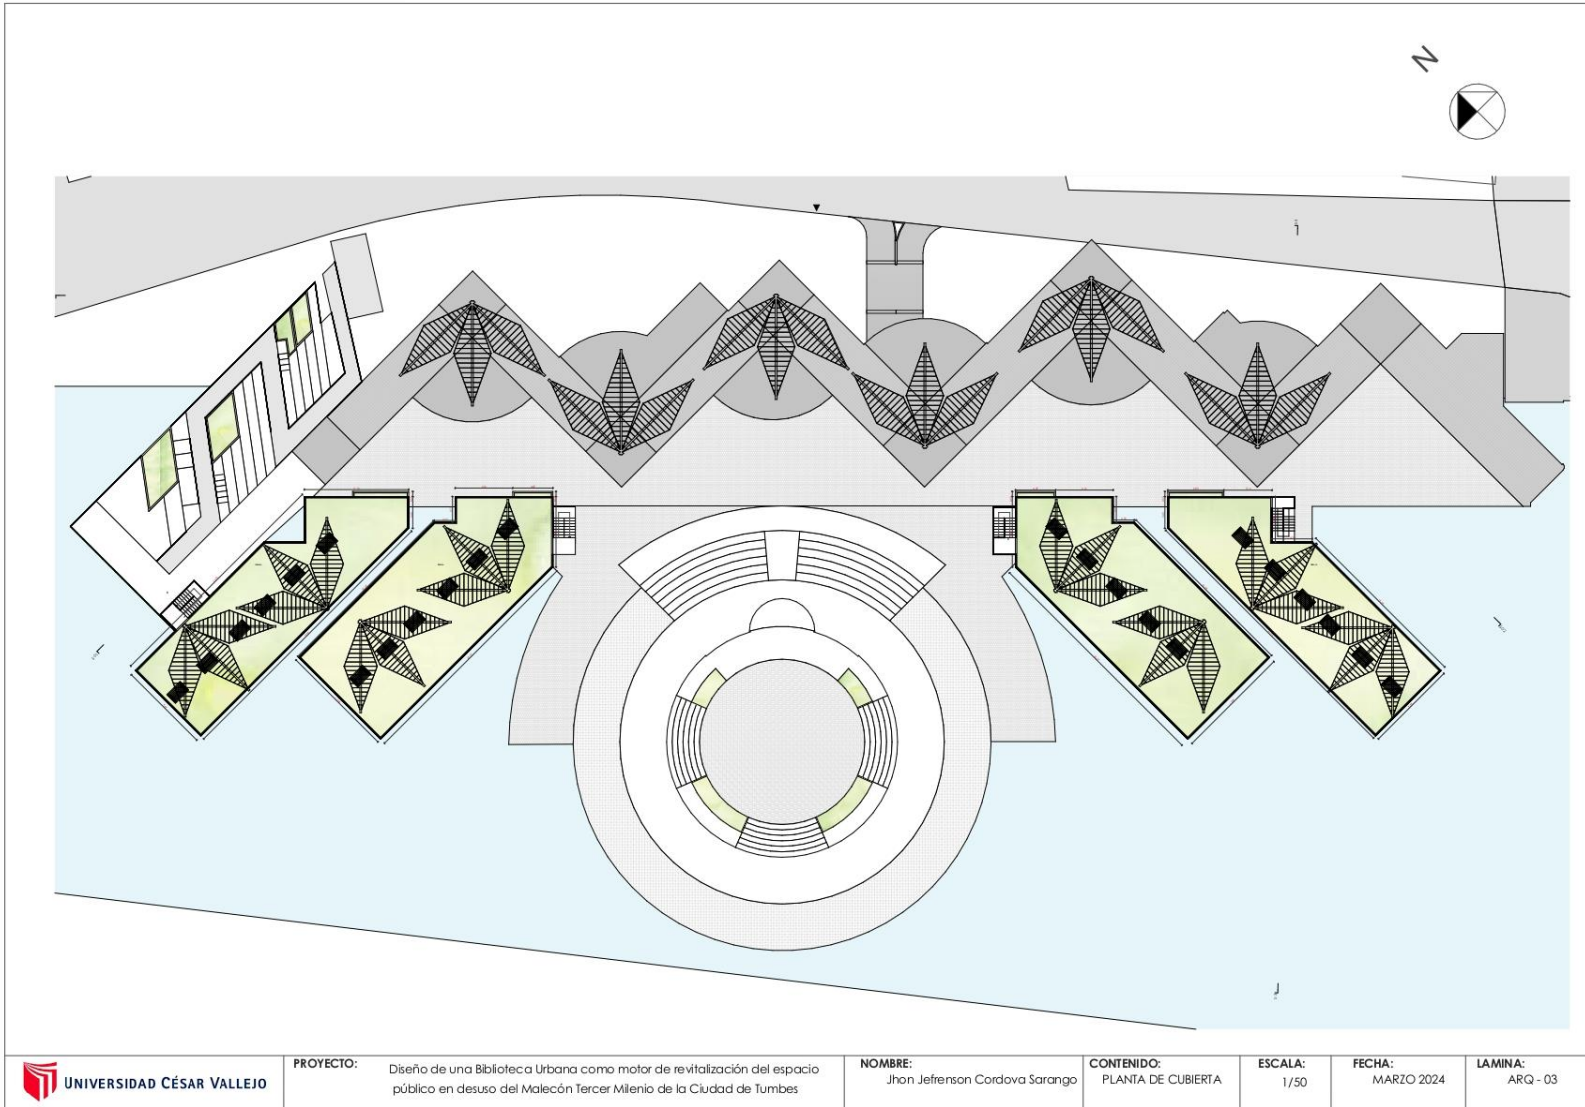 N
UNIVERSIDAD CÉSAR VALLEJO
PROYECTO:
Diseño de una Biblioteca Urbana como motor de revitalización del espacio
público en desuso del Malecón Tercer Milenio de la Ciudad de Tumbes
NOMBRE:
Jhon Jefrenson Cordova Sarango
CONTENIDO:
PLANTA DE CUBIERTA
ESCALA:
1/50
FECHA:
MARZO 2024
LAMINA:
ARQ - 03